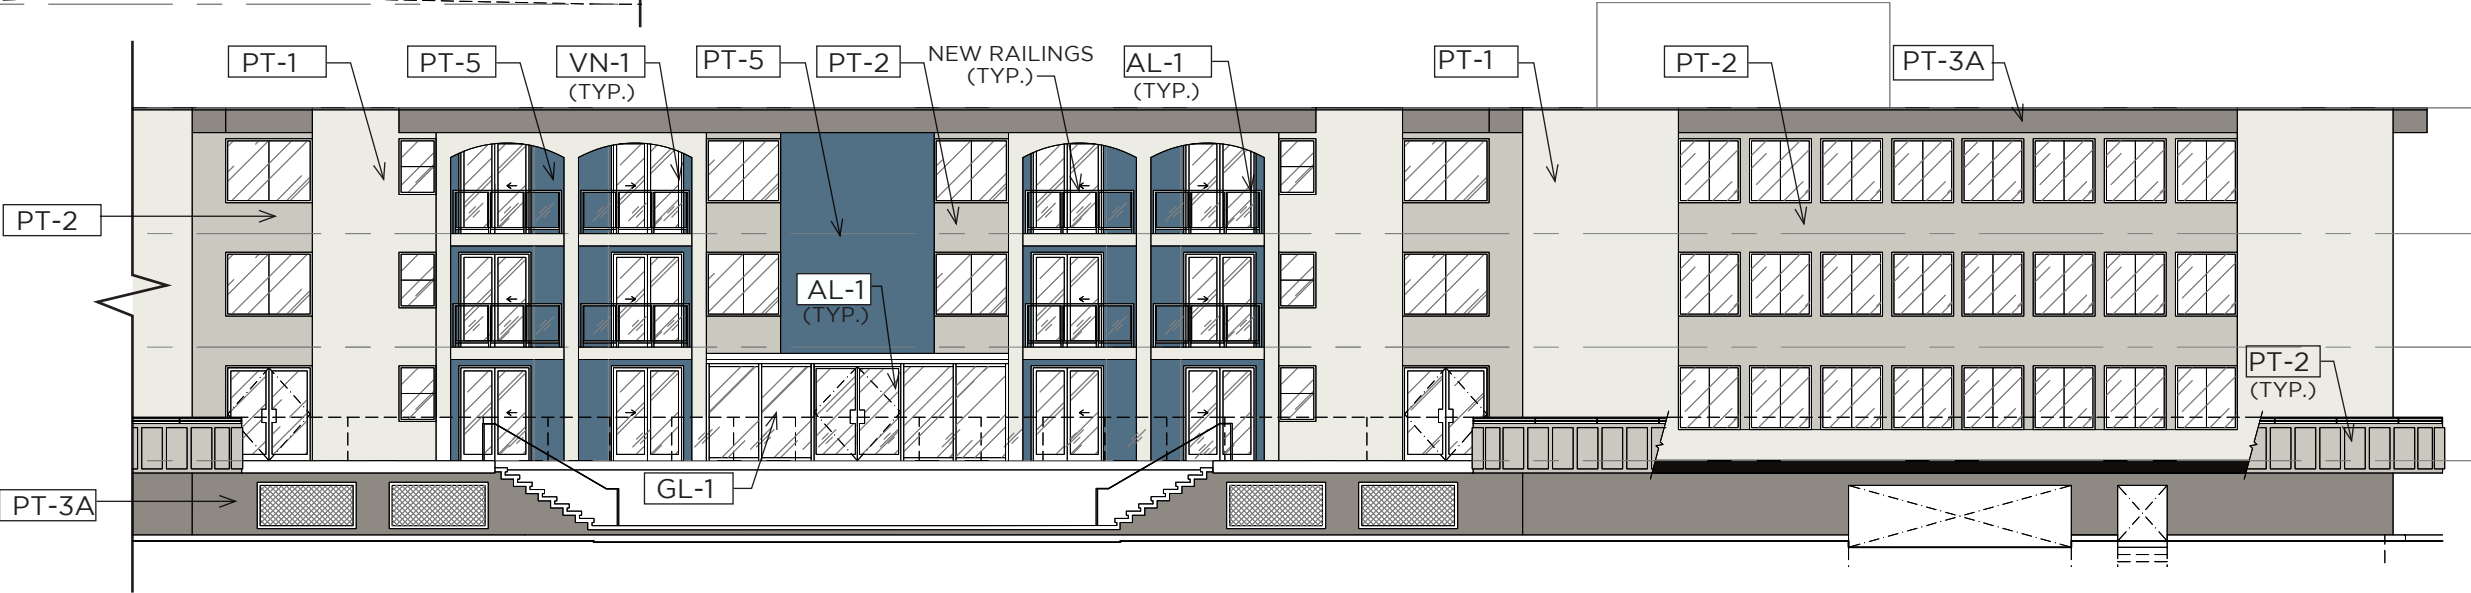 PT-1
PT-5
VN-1
(TYP.)
PT-5
PT-2
NEW RAILINGS
(TYP.)
AL-1
(TYP.)
PT-1
PT-2
PT-3A
PT-2
AL-1
(TYP.)
PT-2
(TYP.)
GL-1
PT-3A